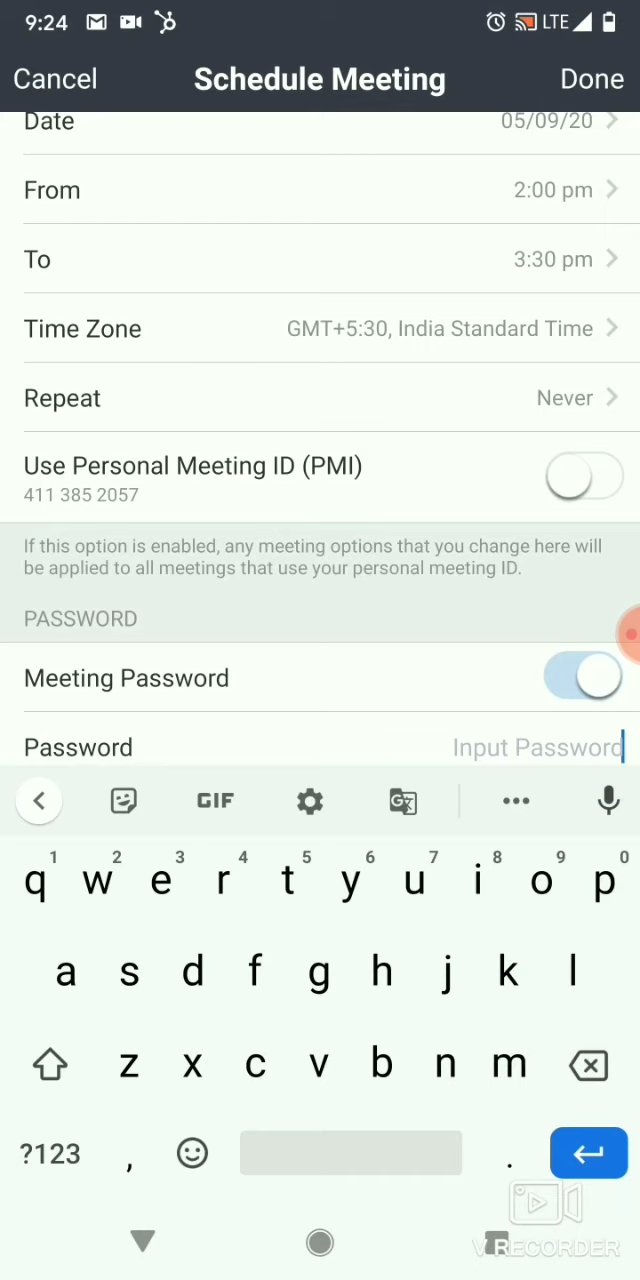 9:24 LTE
Cancel Schedule Meeting Done
Date 05/09/20
From 2:00 pm
To 3:30 pm
Time Zone GMT+5:30, India Standard Time
Repeat Never
Use Personal Meeting ID (PMI)
411 385 2057
If this option is enabled, any meeting options that you change here will
be applied to all meetings that use your personal meeting ID.
PASSWORD
Meeting Password
Password Input Password
GIF G
1 2 3 4 5 6 7 8 9 0
q w e r t y u i o p
a s d f g h j k l
z x c v b n m
?123 , .
VRECORDER